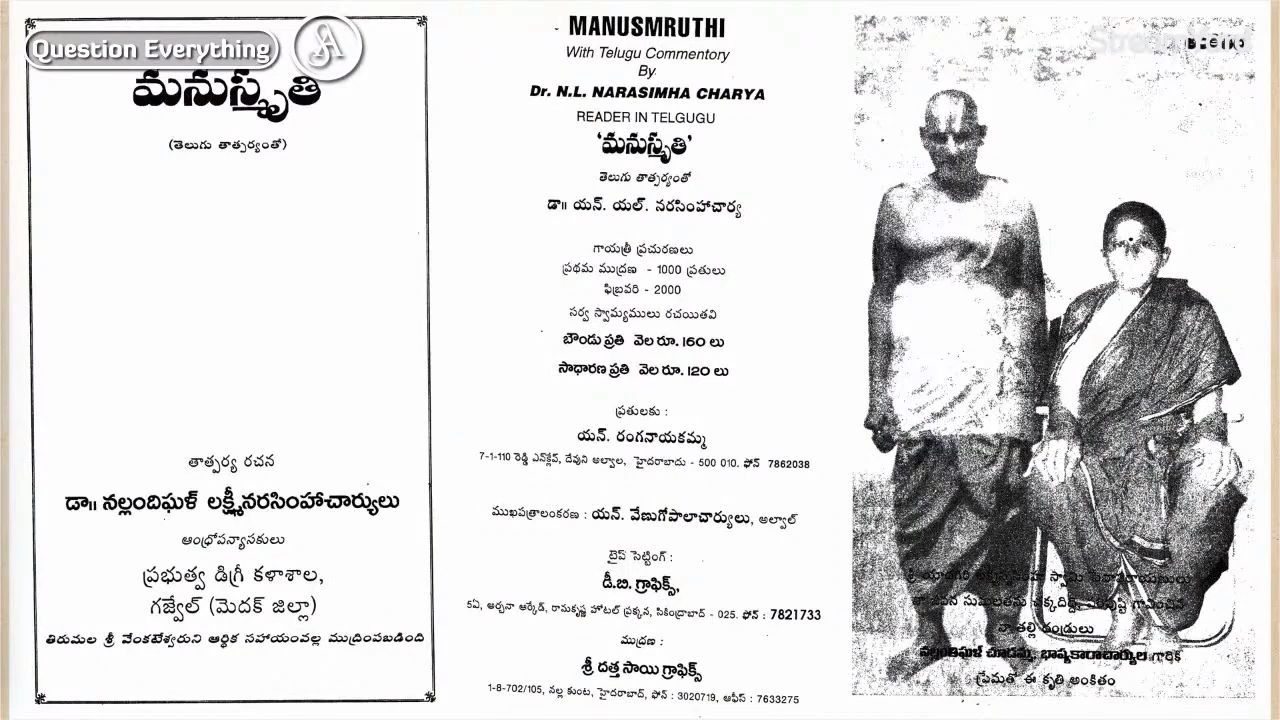 Question Everything
మనుస్మృతి
(తెలుగు తాత్పర్యంతో)
తాత్పర్య రచన
డా॥ నల్లందిఘళ్ లక్ష్మీనరసింహాచార్యులు
ఆంధ్రోపన్యాసకులు
ప్రభుత్వ డిగ్రీ కళాశాల,
గజ్వేల్ (మెదక్ జిల్లా)
తిరుమల శ్రీ వేంకటేశ్వరుని ఆర్థిక సహాయంవల్ల ముద్రింపబడింది
MANUSMRUTHI
With Telugu Commentory
By
Dr. N.L. NARASIMHA CHARYA
READER IN TELGUGU
'మనుస్మృతి'
తెలుగు తాత్పర్యంతో
డా॥ యన్. యల్. నరసింహాచార్య
గాయత్రీ ప్రచురణలు
ప్రథమ ముద్రణ - 1000 ప్రతులు
ఫిబ్రవరి - 2000
సర్వ స్వామ్యములు రచయితవి
బౌండు ప్రతి వెల రూ. 160 లు
సాధారణ ప్రతి వెల రూ. 120 లు
ప్రతులకు :
యన్. రంగనాయకమ్మ
7-1-110 రెడ్డి ఎన్‌క్లేవ్, దేవుని అల్వాల, హైదరాబాదు - 500 010. ఫోన్ 7862038
ముఖపత్రాలంకరణ : యన్. వేణుగోపాలాచార్యులు, అల్వాల్
టైప్ సెట్టింగ్ :
డి.బి. గ్రాఫిక్స్,
5ఏ, అర్చనా ఆర్కేడ్, రామకృష్ణ హోటల్ ప్రక్కన, సికింద్రాబాద్ - 025. ఫోన్ : 7821733
ముద్రణ :
శ్రీ దత్త సాయి గ్రాఫిక్స్
1-8-702/105, నల్ల కుంట, హైదరాబాద్, ఫోన్ : 3020719, ఆఫీస్ : 7633275
తల్లి దండ్రులు
నల్లంతిఘళ్ చూడమ్మ, భాష్యకారాచార్యుల గారికి
ప్రేమతో ఈ కృతి అంకితం